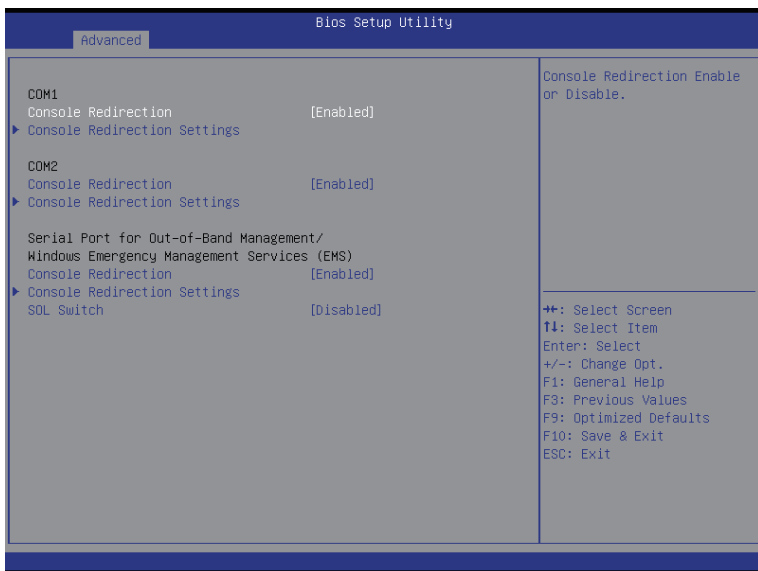 Bios Setup Utility
Advanced
COM1
Console Redirection [Enabled]
Console Redirection Settings
COM2
Console Redirection [Enabled]
Console Redirection Settings
Serial Port for Out-of-Band Management/
Windows Emergency Management Services (EMS)
Console Redirection [Enabled]
Console Redirection Settings
SOL Switch [Disabled]
Console Redirection Enable
or Disable.
→←: Select Screen
↑↓: Select Item
Enter: Select
+/-: Change Opt.
F1: General Help
F3: Previous Values
F9: Optimized Defaults
F10: Save & Exit
ESC: Exit